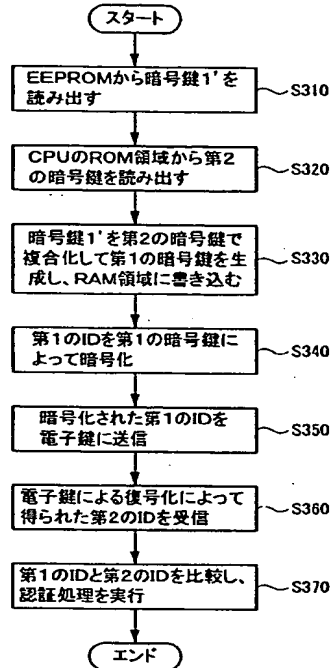 スタート
EEPROMから暗号鍵1'を
読み出す
S310
CPUのROM領域から第2
の暗号鍵を読み出す
S320
暗号鍵1'を第2の暗号鍵で
複合化して第1の暗号鍵を生
成し、RAM領域に書き込む
S330
第1のIDを第1の暗号鍵に
よって暗号化
S340
暗号化された第1のIDを
電子鍵に送信
S350
電子鍵による復号化によって
得られた第2のIDを受信
S360
第1のIDと第2のIDを比較し、
認証処理を実行
S370
エンド